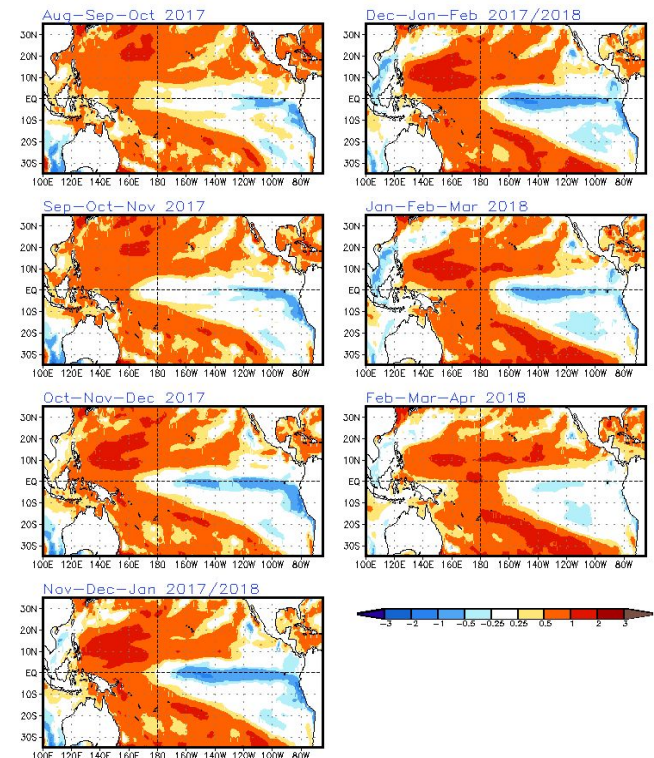 Aug-Sep-Oct 2017
30N
20N
10N
EQ
10S
20S
30S
100E 120E 140E 160E 180 160W 140W 120W 100W 80W
Sep-Oct-Nov 2017
30N
20N
10N
EQ
10S
20S
30S
100E 120E 140E 160E 180 160W 140W 120W 100W 80W
Oct-Nov-Dec 2017
30N
20N
10N
EQ
10S
20S
30S
100E 120E 140E 160E 180 160W 140W 120W 100W 80W
Nov-Dec-Jan 2017/2018
30N
20N
10N
EQ
10S
20S
30S
100E 120E 140E 160E 180 160W 140W 120W 100W 80W
Dec-Jan-Feb 2017/2018
30N
20N
10N
EQ
10S
20S
30S
100E 120E 140E 160E 180 160W 140W 120W 100W 80W
Jan-Feb-Mar 2018
30N
20N
10N
EQ
10S
20S
30S
100E 120E 140E 160E 180 160W 140W 120W 100W 80W
Feb-Mar-Apr 2018
30N
20N
10N
EQ
10S
20S
30S
100E 120E 140E 160E 180 160W 140W 120W 100W 80W
-3 -2 -1 -0.5 -0.25 0.25 0.5 1 2 3